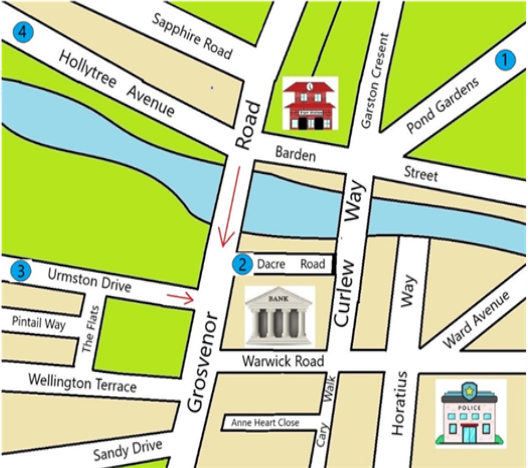 4
Sapphire Road
Hollytree Avenue
Road
Garston Cresent
Pond Gardens
1
Barden
Street
Way
3
Urmston Drive
2
Dacre Road
BANK
Curlew
Way
Ward Avenue
Pintail Way
The Flats
Grosvenor
Warwick Road
Wellington Terrace
Walk
Horatius
POLICE
Anne Heart Close
Cary
Sandy Drive